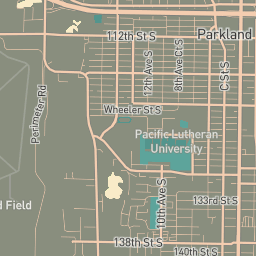 112th St S
Parkland
Perimeter Rd
12th Ave S
8th Ave Ct S
C St S
Wheeler St S
Pacific Lutheran
University
10th Ave S
133rd St S
d Field
138th St S
140th St S